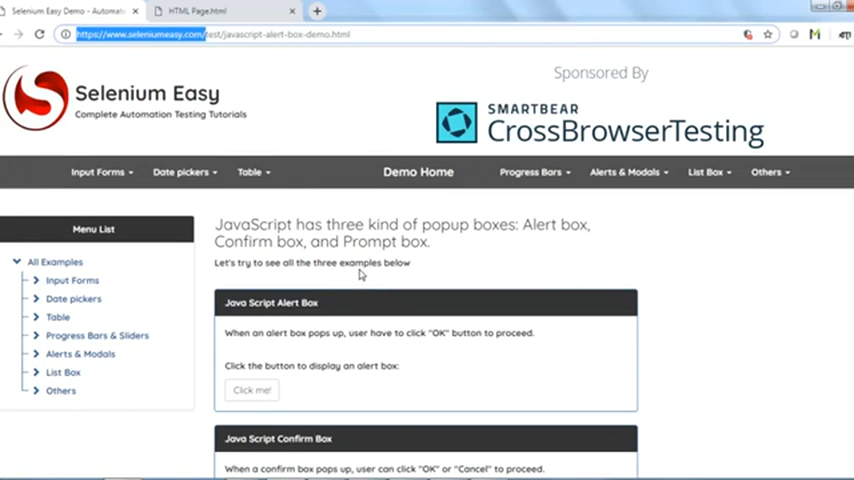 Selenium Easy Demo - Automat
HTML Page.html
https://www.seleniumeasy.com/test/javascript-alert-box-demo.html
Selenium Easy
Complete Automation Testing Tutorials
Sponsored By
SMARTBEAR
CrossBrowserTesting
Input Forms
Date pickers
Table
Demo Home
Progress Bars
Alerts & Modals
List Box
Others
Menu List
All Examples
Input Forms
Date pickers
Table
Progress Bars & Sliders
Alerts & Modals
List Box
Others
JavaScript has three kind of popup boxes: Alert box,
Confirm box, and Prompt box.
Let's try to see all the three examples below
Java Script Alert Box
When an alert box pops up, user have to click "OK" button to proceed.
Click the button to display an alert box:
Click me!
Java Script Confirm Box
When a confirm box pops up, user can click "OK" or "Cancel" to proceed.